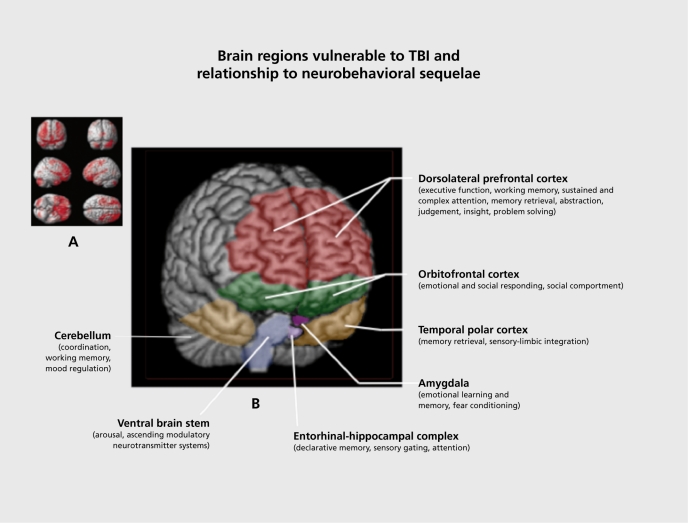 Brain regions vulnerable to TBI and
relationship to neurobehavioral sequelae
A
Dorsolateral prefrontal cortex
(executive function, working memory, sustained and
complex attention, memory retrieval, abstraction,
judgement, insight, problem solving)
Orbitofrontal cortex
(emotional and social responding, social comportment)
Temporal polar cortex
(memory retrieval, sensory-limbic integration)
Amygdala
(emotional learning and
memory, fear conditioning)
Cerebellum
(coordination,
working memory,
mood regulation)
B
Ventral brain stem
(arousal, ascending modulatory
neurotransmitter systems)
Entorhinal-hippocampal complex
(declarative memory, sensory gating, attention)